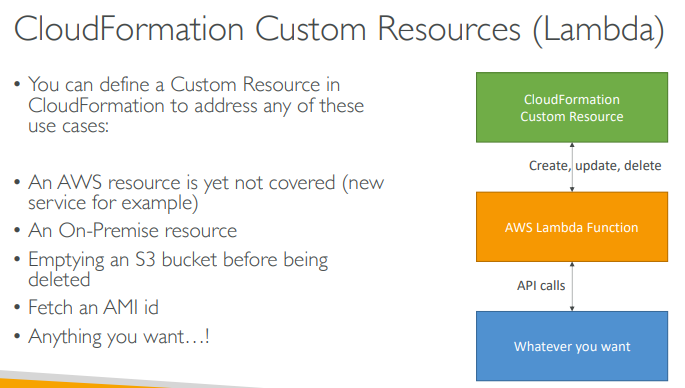 CloudFormation Custom Resources (Lambda)
• You can define a Custom Resource in
CloudFormation to address any of these
use cases:
• An AWS resource is yet not covered (new
service for example)
• An On-Premise resource
• Emptying an S3 bucket before being
deleted
• Fetch an AMI id
• Anything you want…!
CloudFormation
Custom Resource
Create, update, delete
AWS Lambda Function
API calls
Whatever you want